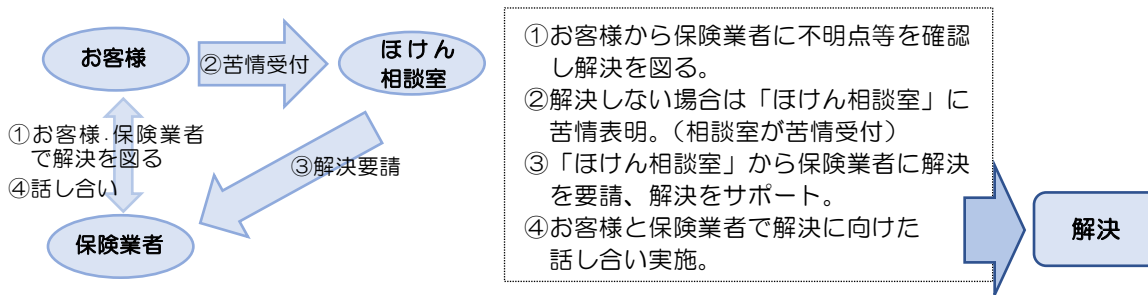 お客様
②苦情受付
ほけん
相談室
①お客様.保険業者
で解決を図る
④話し合い
③解決要請
保険業者
①お客様から保険業者に不明点等を確認
し解決を図る。
②解決しない場合は「ほけん相談室」に
苦情表明。（相談室が苦情受付）
③「ほけん相談室」から保険業者に解決
を要請、解決をサポート。
④お客様と保険業者で解決に向けた
話し合い実施。
解決